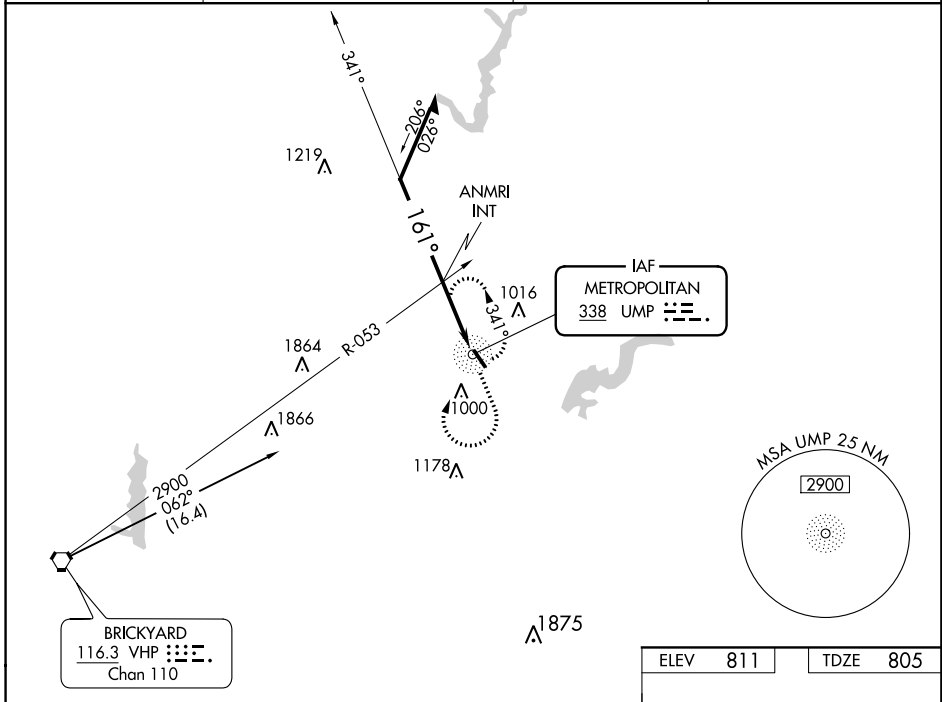 341°
206°
026°
1219
ANMRI
INT
161°
IAF
METROPOLITAN
338 UMP
1016
341°
R-053
1864
1866
1000
1178
2900
062°
(16.4)
MSA UMP 25 NM
2900
BRICKYARD
116.3 VHP
Chan 110
1875
ELEV 811
TDZE 805